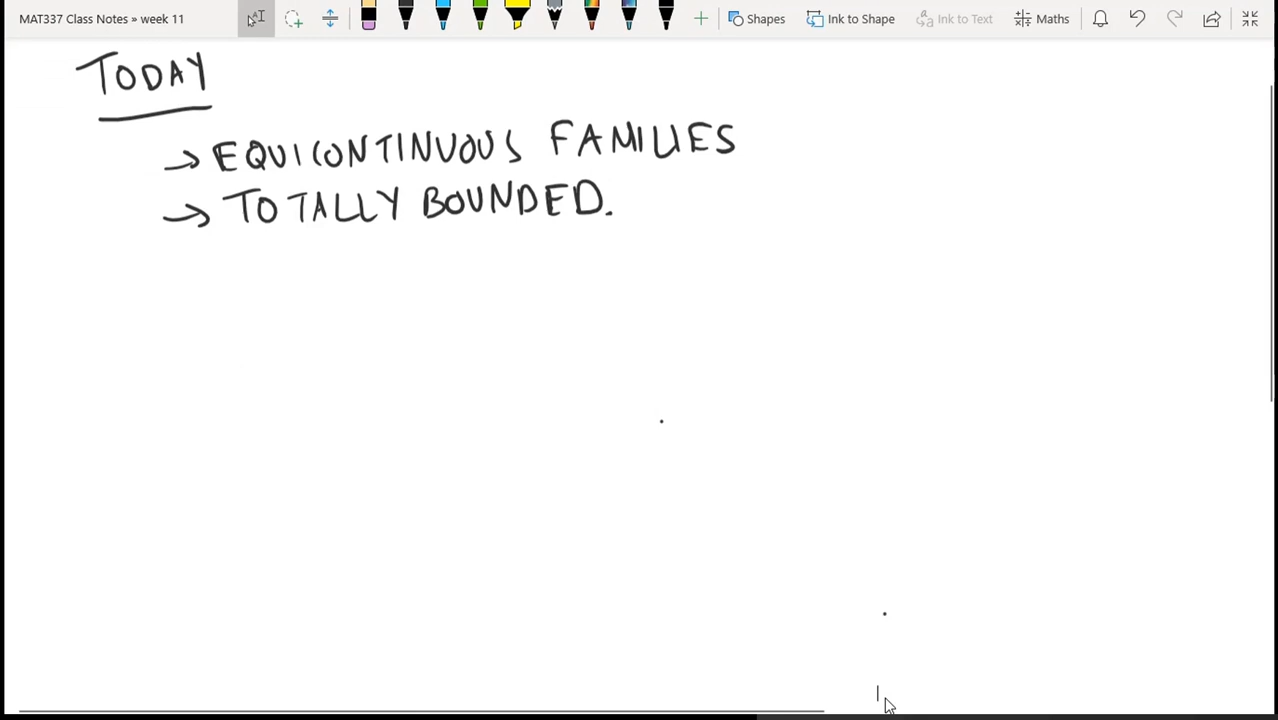 MAT337 Class Notes » week 11
Shapes
Ink to Shape
Ink to Text
Maths
TODAY
→ EQUICONTINUOUS FAMILIES
→ TOTALLY BOUNDED.